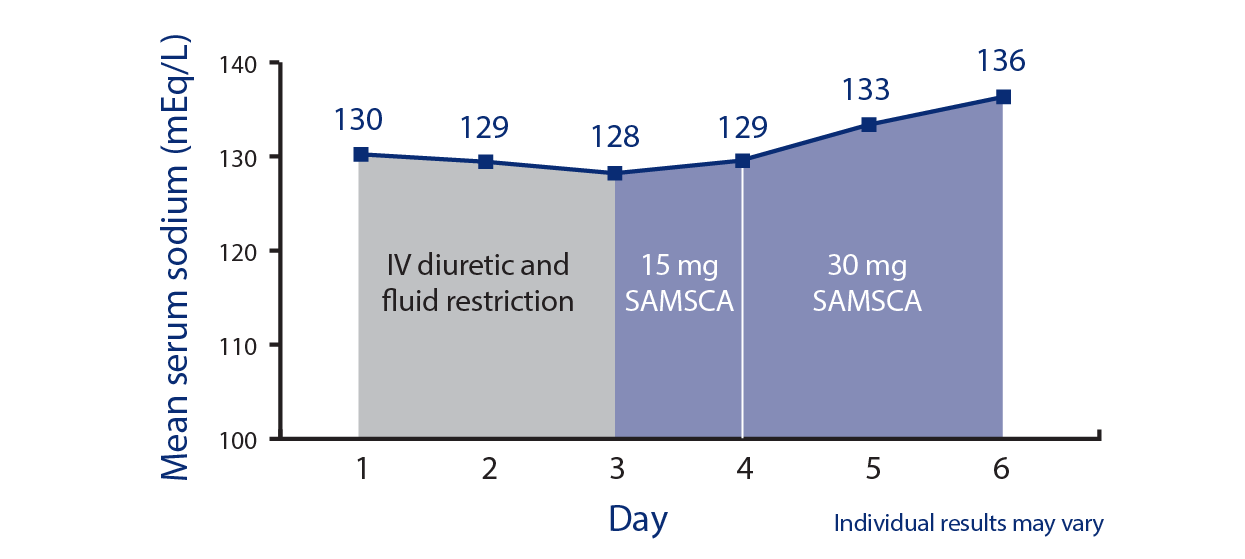 Mean serum sodium (mEq/L)
140
130
120
110
100
130
129
128
129
133
136
IV diuretic and
fluid restriction
15 mg
SAMSCA
30 mg
SAMSCA
1
2
3
4
5
6
Day
Individual results may vary